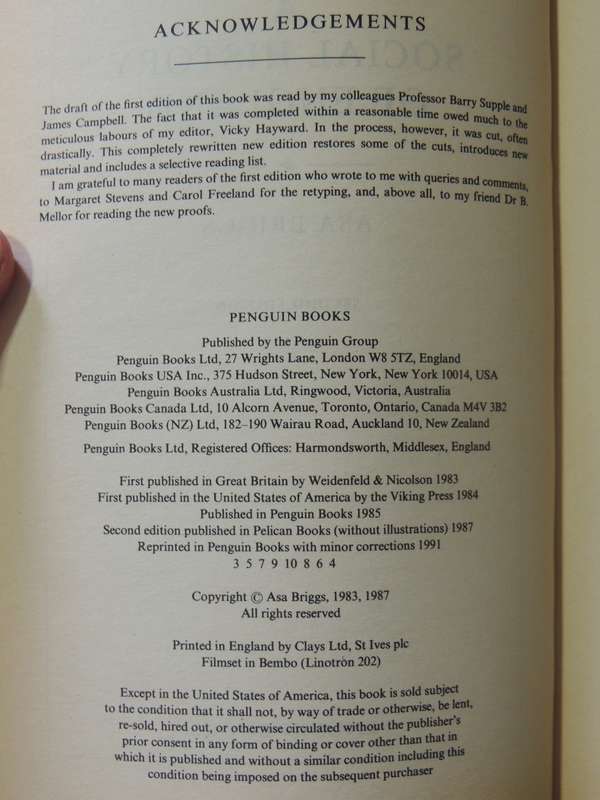 ACKNOWLEDGEMENTS
The draft of the first edition of this book was read by my colleagues Professor Barry Supple and
James Campbell. The fact that it was completed within a reasonable time owed much to the
meticulous labours of my editor, Vicky Hayward. In the process, however, it was cut, often
drastically. This completely rewritten new edition restores some of the cuts, introduces new
material and includes a selective reading list.
I am grateful to many readers of the first edition who wrote to me with queries and comments,
to Margaret Stevens and Carol Freeland for the retyping, and, above all, to my friend Dr B.
Mellor for reading the new proofs.
PENGUIN BOOKS
Published by the Penguin Group
Penguin Books Ltd, 27 Wrights Lane, London W8 5TZ, England
Penguin Books USA Inc., 375 Hudson Street, New York, New York 10014, USA
Penguin Books Australia Ltd, Ringwood, Victoria, Australia
Penguin Books Canada Ltd, 10 Alcorn Avenue, Toronto, Ontario, Canada M4V 3B2
Penguin Books (NZ) Ltd, 182–190 Wairau Road, Auckland 10, New Zealand
Penguin Books Ltd, Registered Offices: Harmondsworth, Middlesex, England
First published in Great Britain by Weidenfeld & Nicolson 1983
First published in the United States of America by the Viking Press 1984
Published in Penguin Books 1985
Second edition published in Pelican Books (without illustrations) 1987
Reprinted in Penguin Books with minor corrections 1991
3 5 7 9 10 8 6 4
Copyright © Asa Briggs, 1983, 1987
All rights reserved
Printed in England by Clays Ltd, St Ives plc
Filmset in Bembo (Linotron 202)
Except in the United States of America, this book is sold subject
to the condition that it shall not, by way of trade or otherwise, be lent,
re-sold, hired out, or otherwise circulated without the publisher's
prior consent in any form of binding or cover other than that in
which it is published and without a similar condition including this
condition being imposed on the subsequent purchaser